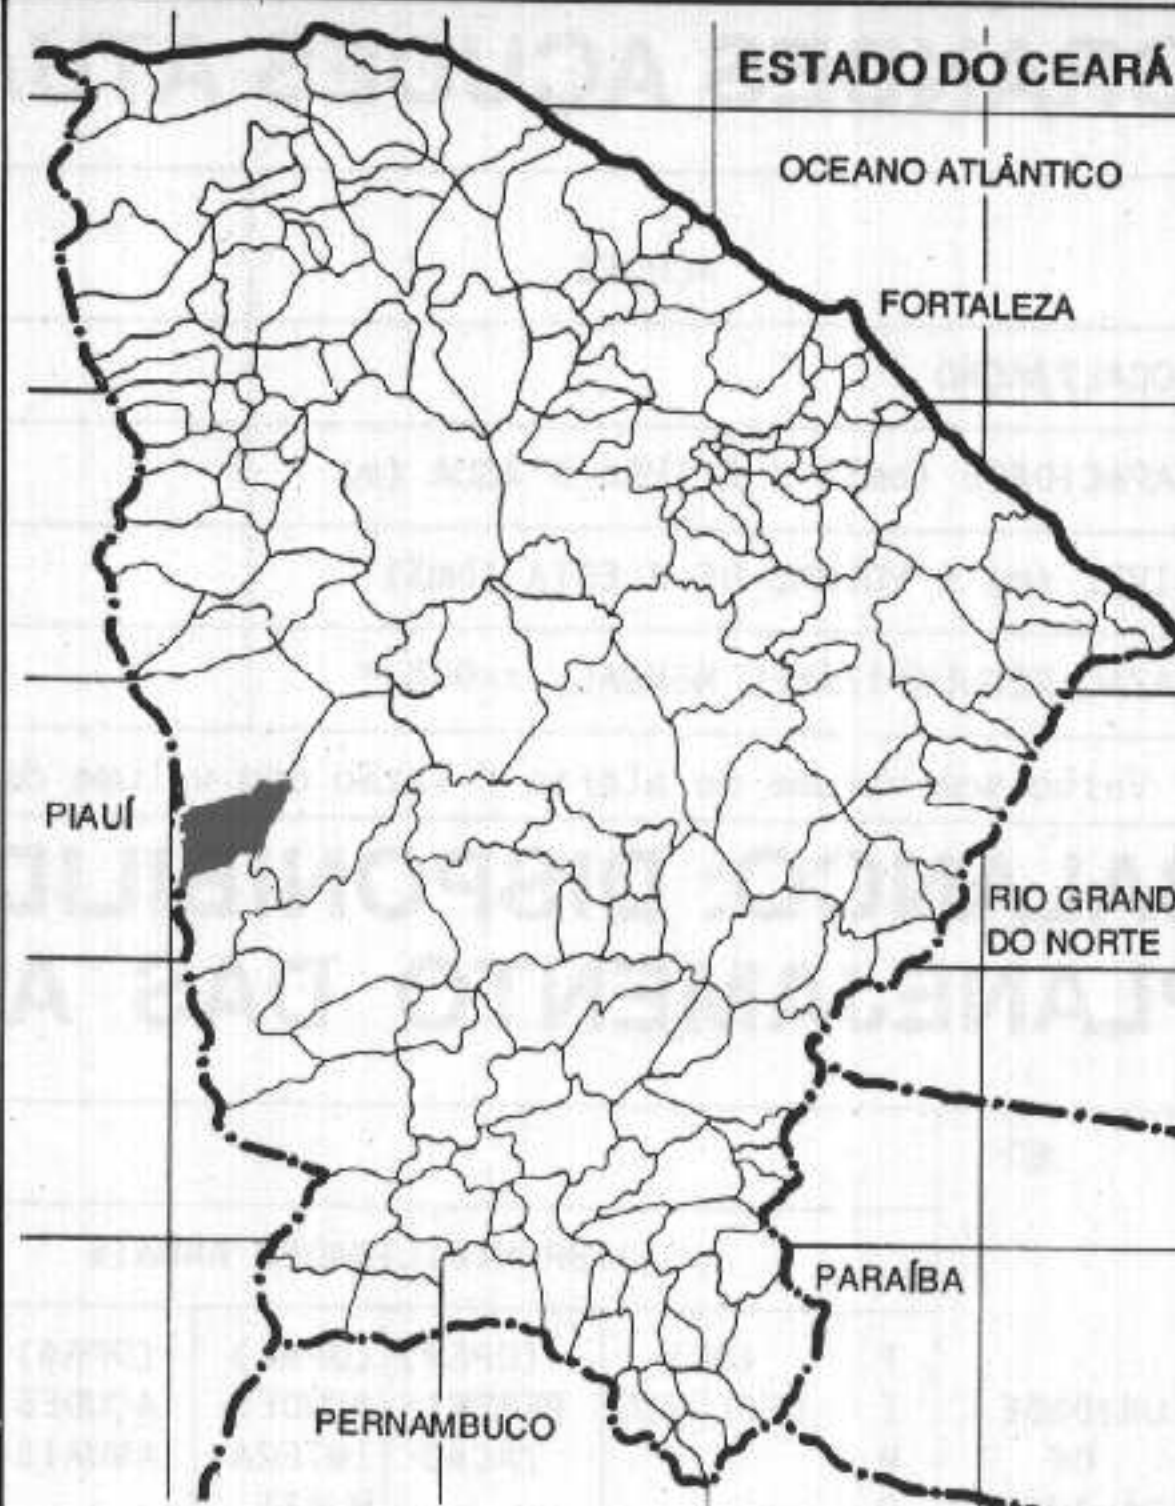 ESTADO DO CEARÁ
OCEANO ATLÂNTICO
FORTALEZA
PIAUÍ
RIO GRAND
DO NORTE
PARAÍBA
PERNAMBUCO